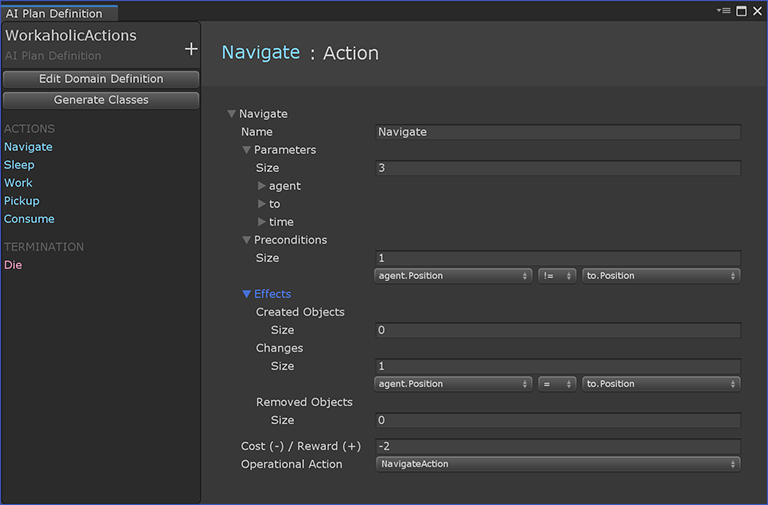 AI Plan Definition
WorkaholicActions
AI Plan Definition
Edit Domain Definition
Generate Classes
ACTIONS
Navigate
Sleep
Work
Pickup
Consume
TERMINATION
Die
Navigate : Action
Navigate
Name Navigate
Parameters
Size 3
agent
to
time
Preconditions
Size 1
agent.Position != to.Position
Effects
Created Objects
Size 0
Changes
Size 1
agent.Position = to.Position
Removed Objects
Size 0
Cost (-) / Reward (+) -2
Operational Action NavigateAction